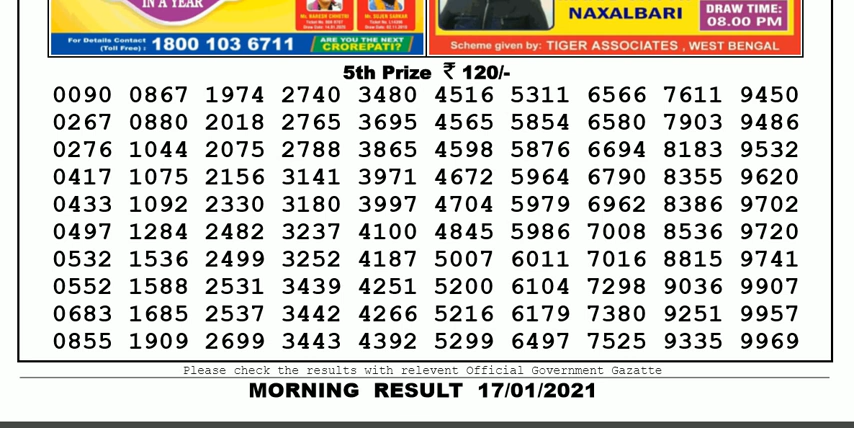 IN A YEAR
For Details Contact
(Toll Free) : 1800 103 6711
ARE YOU THE NEXT
CROREPATI?
NAXALBARI
DRAW TIME:
08.00 PM
Scheme given by: TIGER ASSOCIATES , WEST BENGAL
5th Prize ₹ 120/-
0090 0867 1974 2740 3480 4516 5311 6566 7611 9450
0267 0880 2018 2765 3695 4565 5854 6580 7903 9486
0276 1044 2075 2788 3865 4598 5876 6694 8183 9532
0417 1075 2156 3141 3971 4672 5964 6790 8355 9620
0433 1092 2330 3180 3997 4704 5979 6962 8386 9702
0497 1284 2482 3237 4100 4845 5986 7008 8536 9720
0532 1536 2499 3252 4187 5007 6011 7016 8815 9741
0552 1588 2531 3439 4251 5200 6104 7298 9036 9907
0683 1685 2537 3442 4266 5216 6179 7380 9251 9957
0855 1909 2699 3443 4392 5299 6497 7525 9335 9969
Please check the results with relevent Official Government Gazatte
MORNING RESULT 17/01/2021